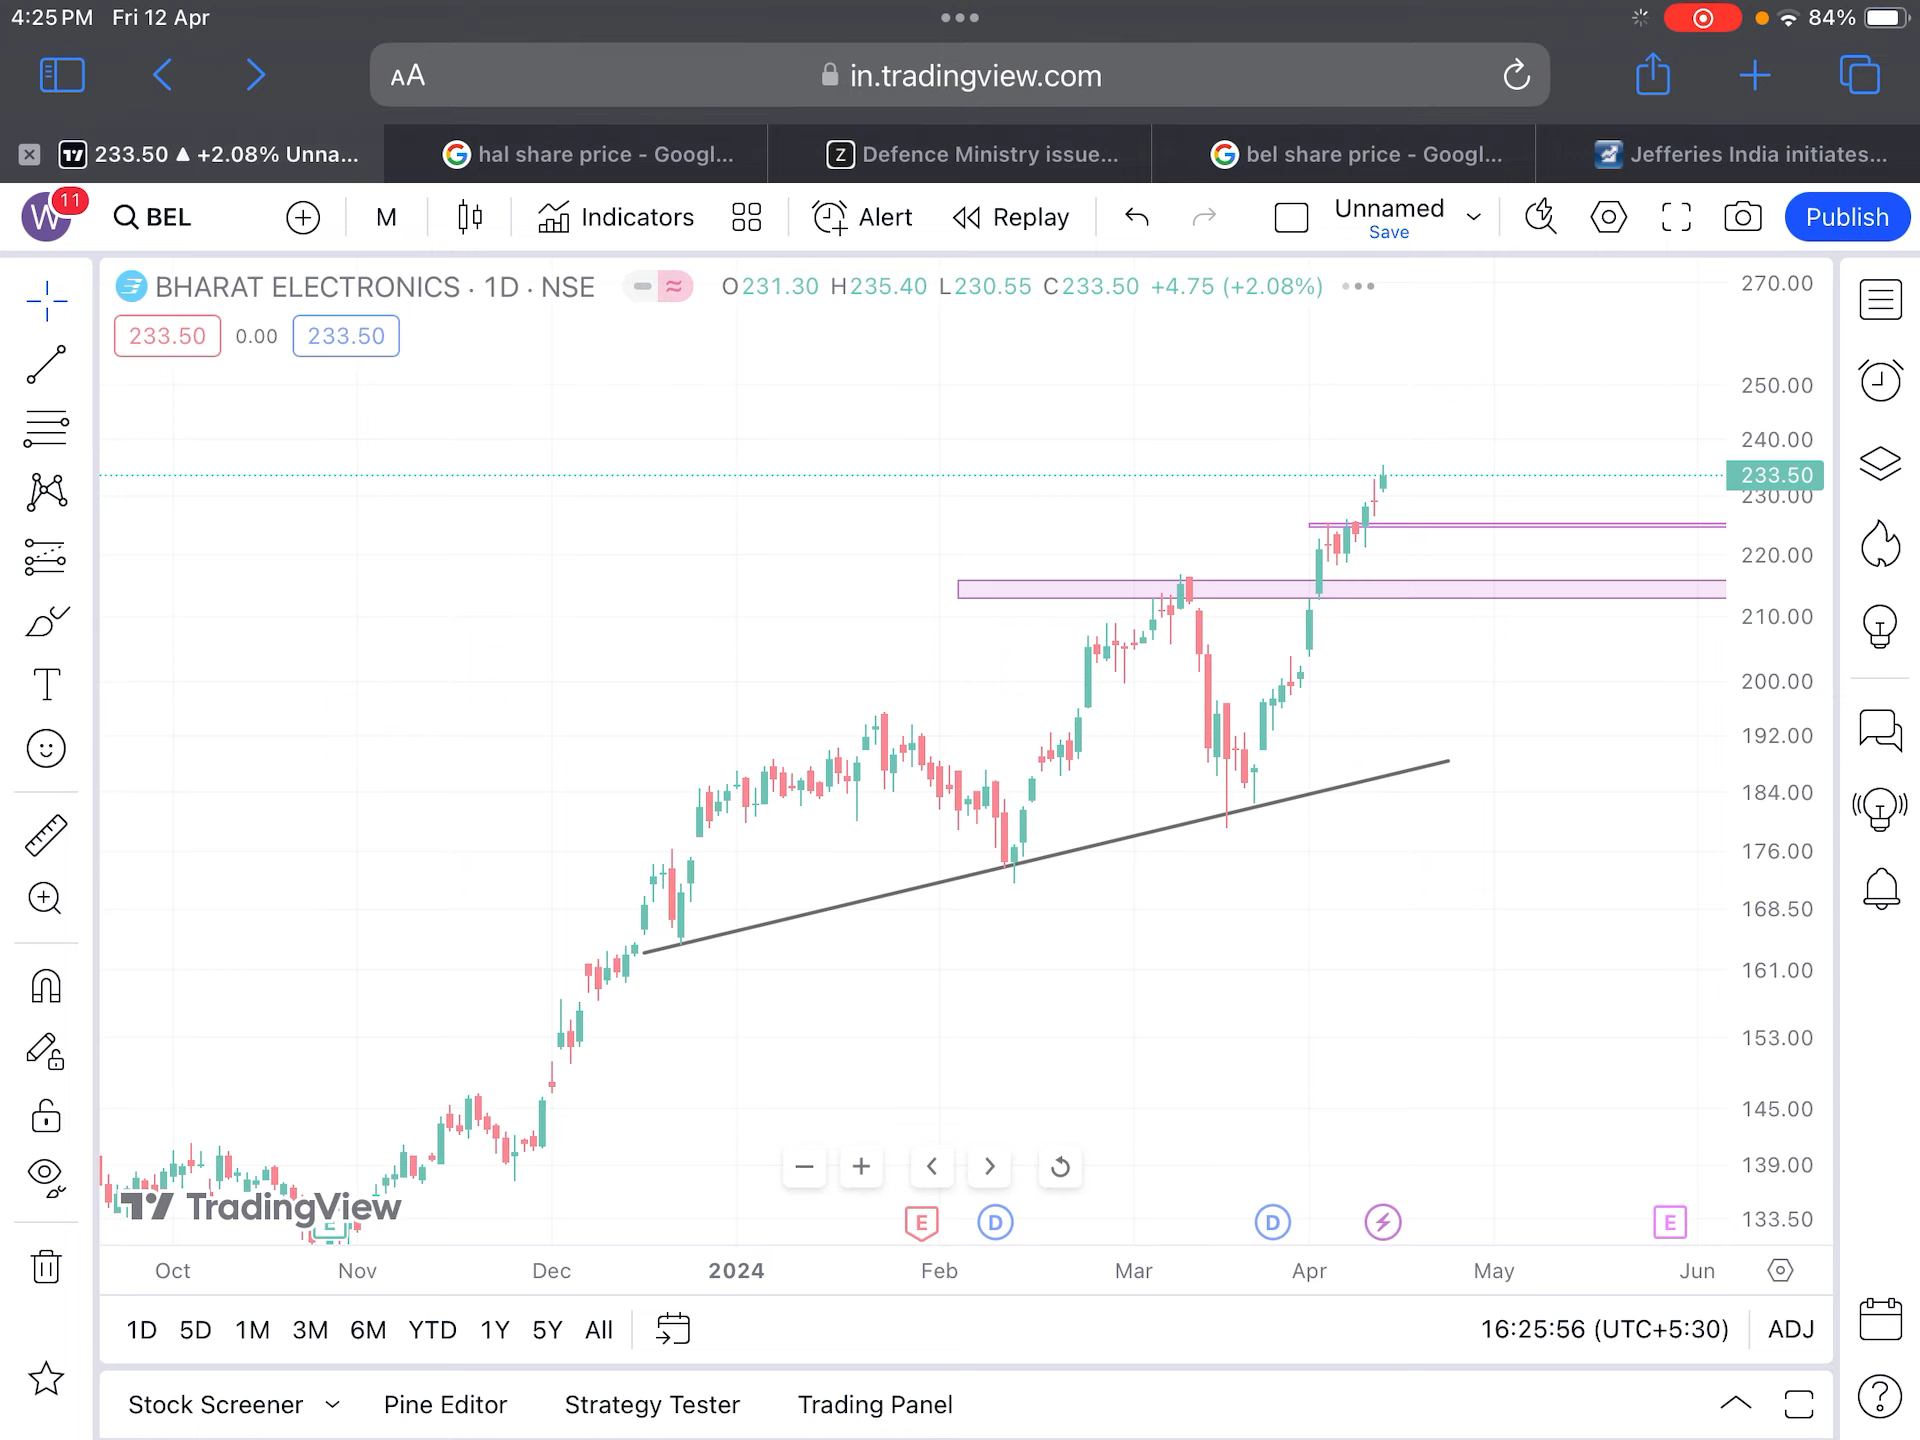 4:25 PM Fri 12 Apr
84%
AA in.tradingview.com
233.50 ▲ +2.08% Unna...
hal share price - Googl...
Z Defence Ministry issue...
bel share price - Googl...
Jefferies India initiates...
W 11 BEL M Indicators Alert Replay Unnamed Publish
Save
BHARAT ELECTRONICS · 1D · NSE O231.30 H235.40 L230.55 C233.50 +4.75 (+2.08%)
233.50 0.00 233.50
270.00
250.00
240.00
233.50
230.00
220.00
210.00
200.00
192.00
184.00
176.00
168.50
161.00
153.00
145.00
139.00
133.50
TradingView
E E D D E
Oct Nov Dec 2024 Feb Mar Apr May Jun
1D 5D 1M 3M 6M YTD 1Y 5Y All 16:25:56 (UTC+5:30) ADJ
Stock Screener Pine Editor Strategy Tester Trading Panel